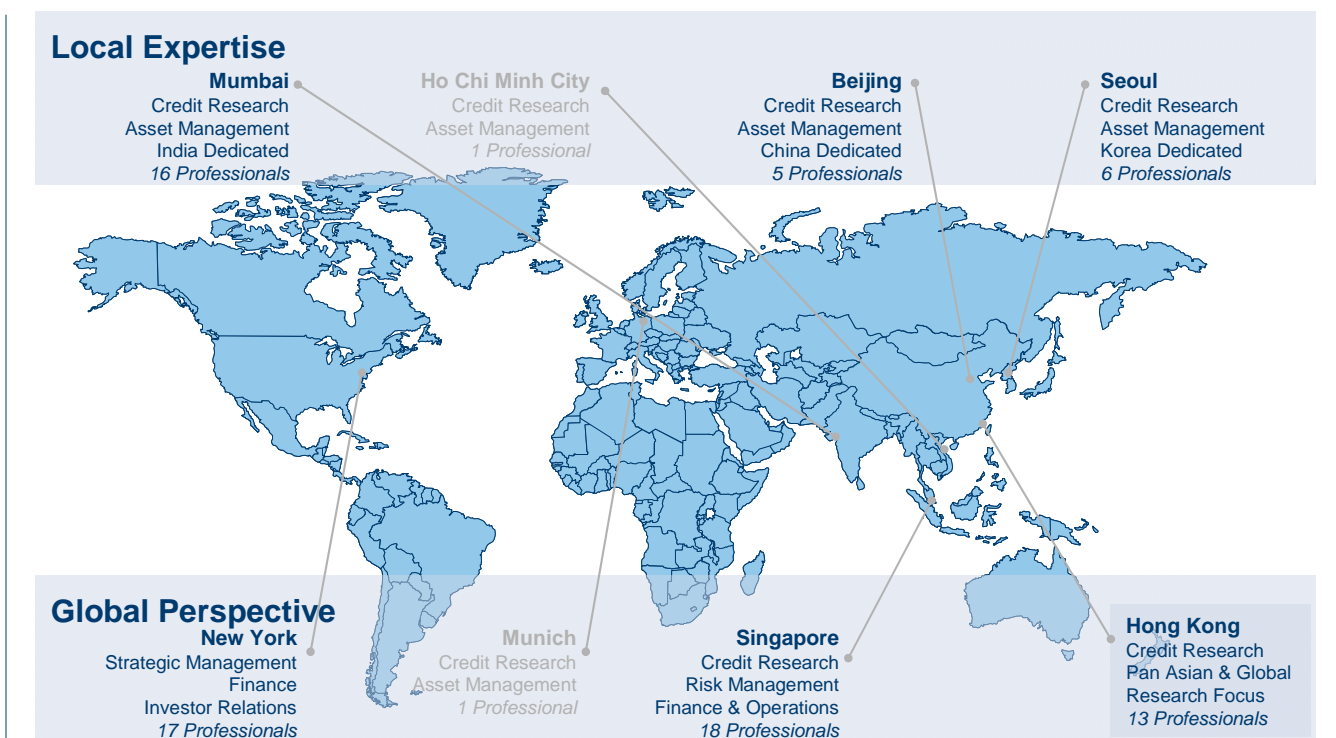 Local Expertise
Mumbai
Credit Research
Asset Management
India Dedicated
16 Professionals
Ho Chi Minh City
Credit Research
Asset Management
1 Professional
Beijing
Credit Research
Asset Management
China Dedicated
5 Professionals
Seoul
Credit Research
Asset Management
Korea Dedicated
6 Professionals
Global Perspective
New York
Strategic Management
Finance
Investor Relations
17 Professionals
Munich
Credit Research
Asset Management
1 Professional
Singapore
Credit Research
Risk Management
Finance & Operations
18 Professionals
Hong Kong
Credit Research
Pan Asian & Global
Research Focus
13 Professionals